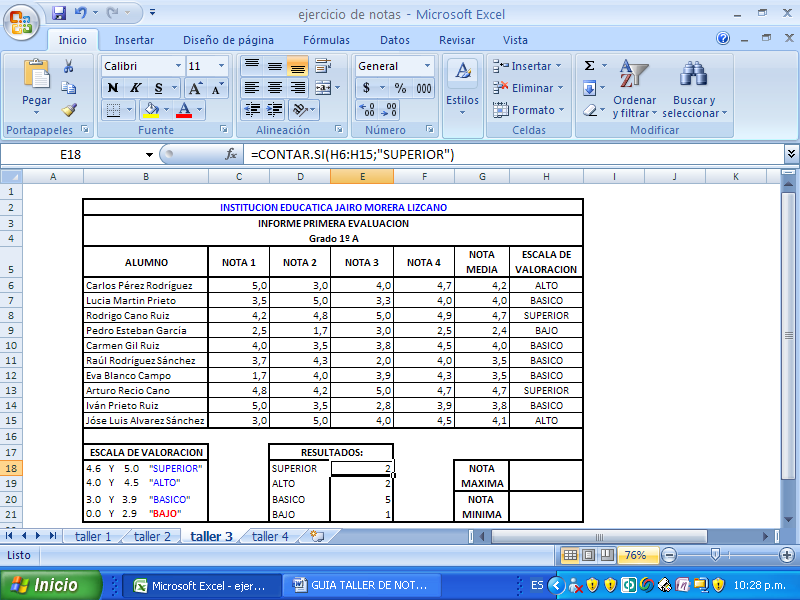 ejercicio de notas - Microsoft Excel
Inicio Insertar Diseño de página Fórmulas Datos Revisar Vista
Pegar
Portapapeles
Calibri 11
N K S A A
A
Fuente
Alineación
General
$ % 000
Número
Estilos
Insertar
Eliminar
Formato
Celdas
Σ
Ordenar y filtrar
Buscar y seleccionar
Modificar
E18 fx =CONTAR.SI(H6:H15;"SUPERIOR")
A B C D E F G H I J K
1
2 INSTITUCION EDUCATICA JAIRO MORERA LIZCANO
3 INFORME PRIMERA EVALUACION
4 Grado 1º A
5 ALUMNO NOTA 1 NOTA 2 NOTA 3 NOTA 4 NOTA MEDIA ESCALA DE VALORACION
6 Carlos Pérez Rodríguez 5,0 3,0 4,0 4,7 4,2 ALTO
7 Lucia Martin Prieto 3,5 5,0 3,3 4,0 4,0 BASICO
8 Rodrigo Cano Ruiz 4,2 4,8 5,0 4,9 4,7 SUPERIOR
9 Pedro Esteban García 2,5 1,7 3,0 2,5 2,4 BAJO
10 Carmen Gil Ruiz 4,0 3,5 3,8 4,5 4,0 BASICO
11 Raúl Rodríguez Sánchez 3,7 4,3 2,0 4,0 3,5 BASICO
12 Eva Blanco Campo 1,7 4,0 3,9 4,3 3,5 BASICO
13 Arturo Recio Cano 4,8 4,2 5,0 4,7 4,7 SUPERIOR
14 Iván Prieto Ruiz 5,0 3,5 2,8 3,9 3,8 BASICO
15 Jóse Luis Alvarez Sánchez 3,0 5,0 4,0 4,5 4,1 ALTO
16
17 ESCALA DE VALORACION RESULTADOS:
18 4.6 Y 5.0 "SUPERIOR" SUPERIOR 2 NOTA
19 4.0 Y 4.5 "ALTO" ALTO 2 MAXIMA
20 3.0 Y 3.9 "BASICO" BASICO 5 NOTA
21 0.0 Y 2.9 "BAJO" BAJO 1 MINIMA
taller 1 taller 2 taller 3 taller 4
Listo 76%
Inicio Microsoft Excel - ejer... GUIA TALLER DE NOT... ES 10:28 p.m.